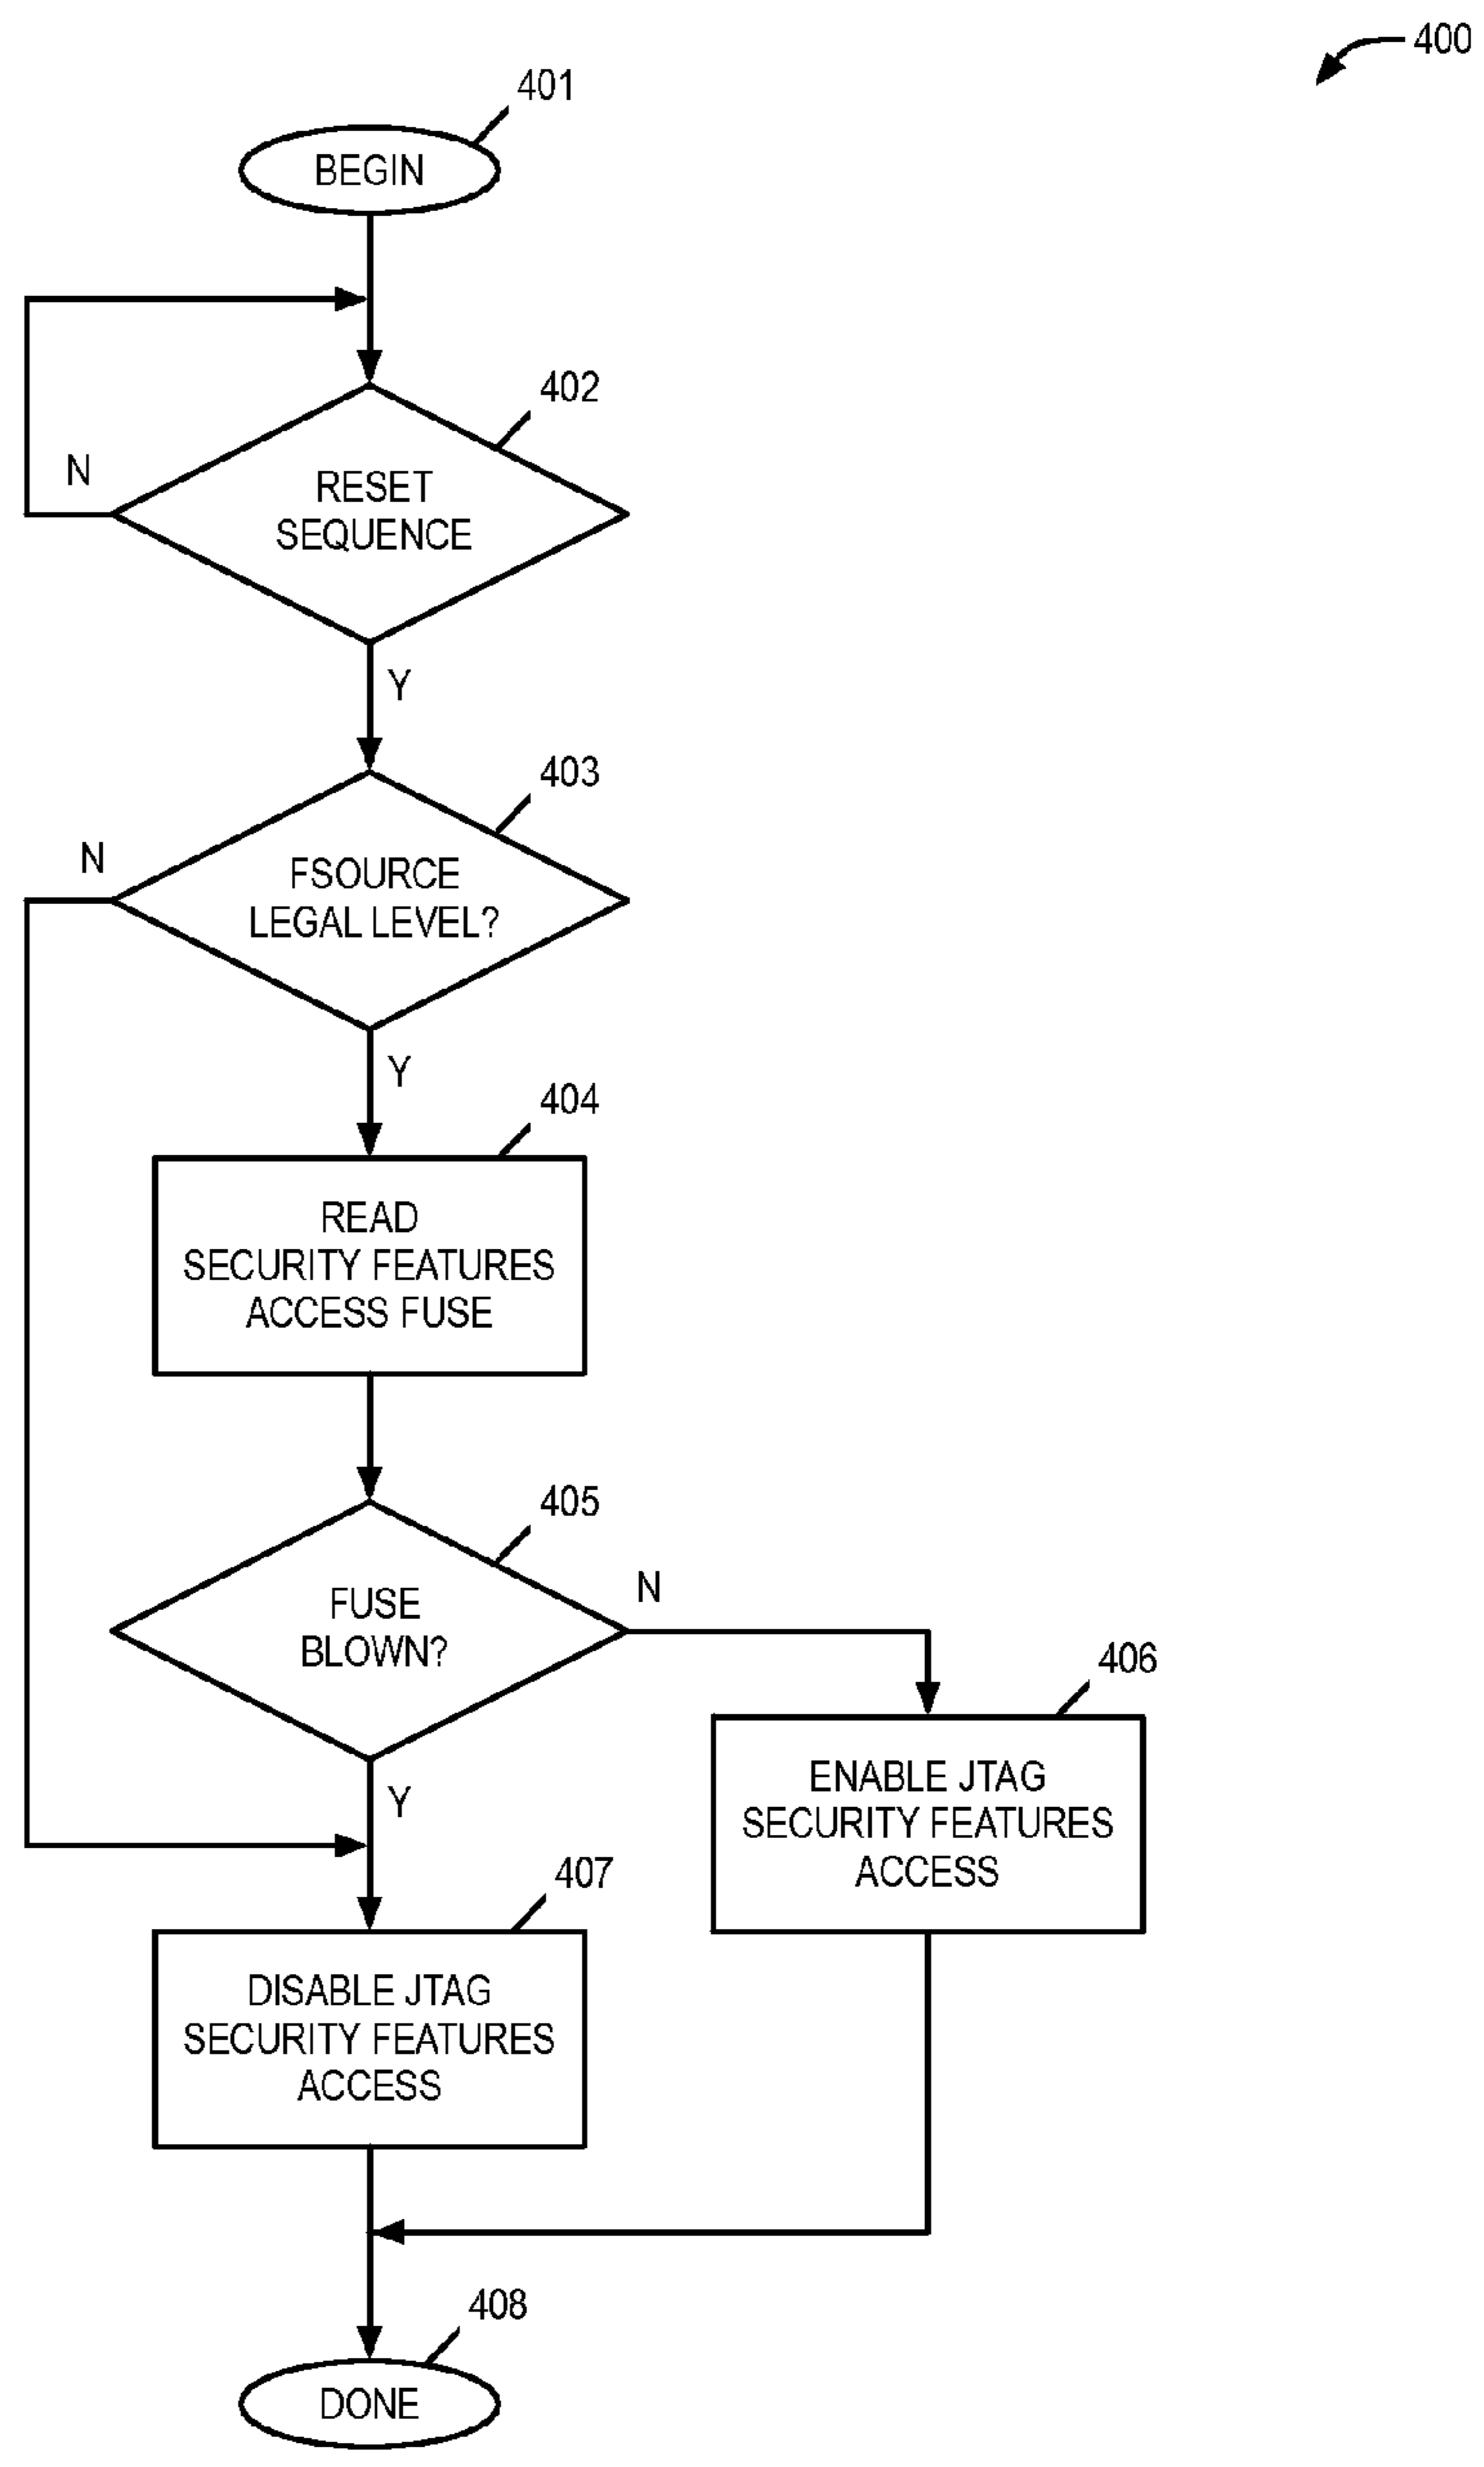 400
401
BEGIN
402
N
RESET
SEQUENCE
Y
403
N
FSOURCE
LEGAL LEVEL?
Y
404
READ
SECURITY FEATURES
ACCESS FUSE
405
N
FUSE
BLOWN?
406
Y
ENABLE JTAG
SECURITY FEATURES
ACCESS
407
DISABLE JTAG
SECURITY FEATURES
ACCESS
408
DONE